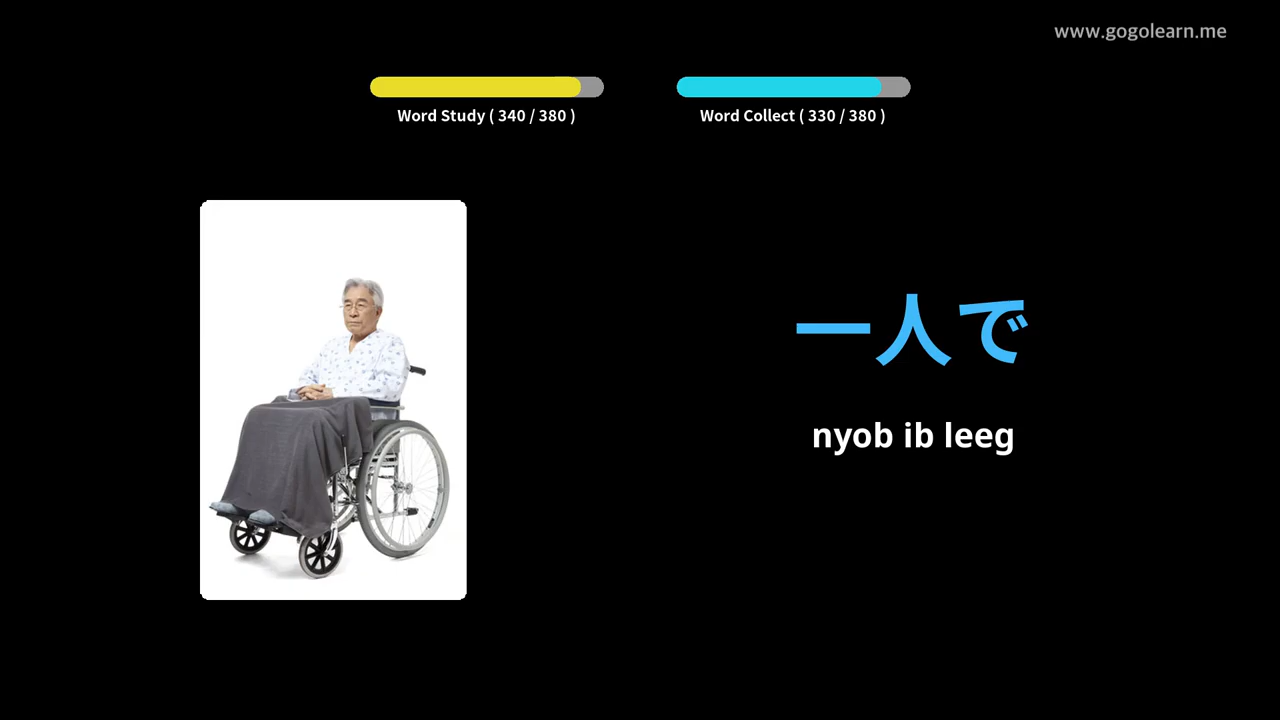 www.gogolearn.me
Word Study ( 340 / 380 )
Word Collect ( 330 / 380 )
一人で
nyob ib leeg